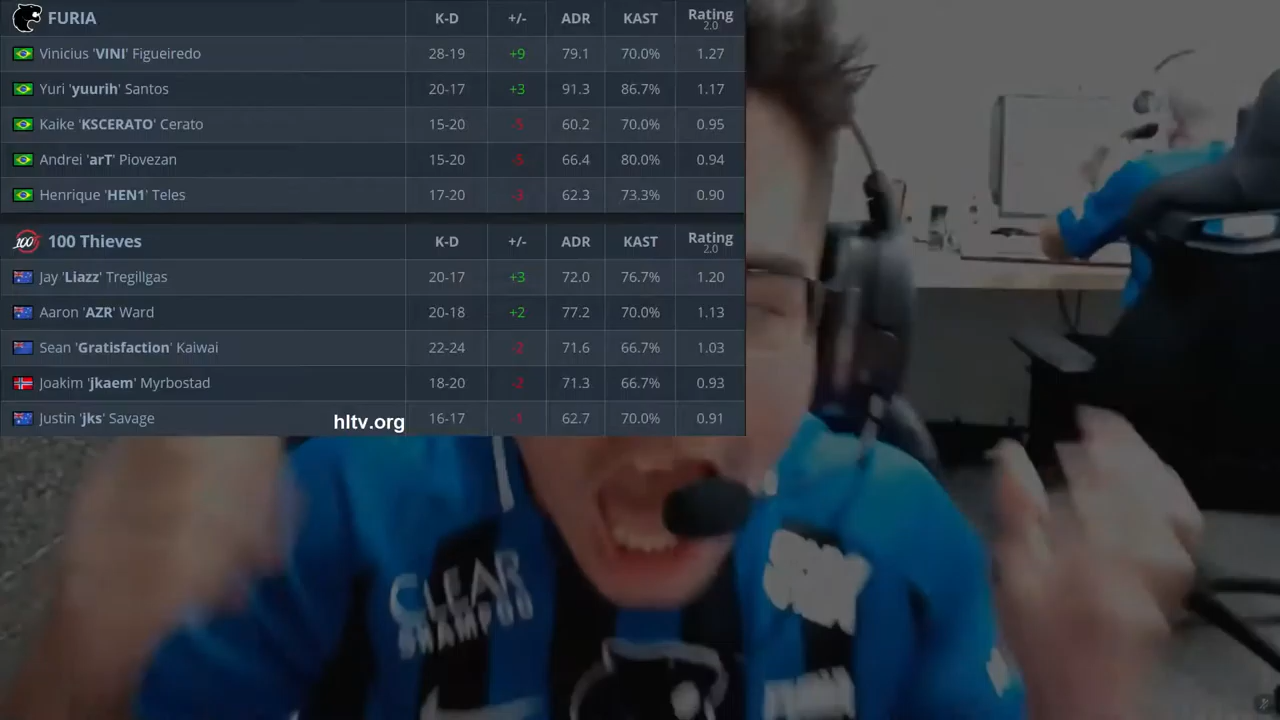 FURIA K-D +/- ADR KAST Rating 2.0
Vinicius 'VINI' Figueiredo 28-19 +9 79.1 70.0% 1.27
Yuri 'yuurih' Santos 20-17 +3 91.3 86.7% 1.17
Kaike 'KSCERATO' Cerato 15-20 -5 60.2 70.0% 0.95
Andrei 'arT' Piovezan 15-20 -5 66.4 80.0% 0.94
Henrique 'HEN1' Teles 17-20 -3 62.3 73.3% 0.90
100 100 Thieves K-D +/- ADR KAST Rating 2.0
Jay 'Liazz' Tregillgas 20-17 +3 72.0 76.7% 1.20
Aaron 'AZR' Ward 20-18 +2 77.2 70.0% 1.13
Sean 'Gratisfaction' Kaiwai 22-24 -2 71.6 66.7% 1.03
Joakim 'jkaem' Myrbostad 18-20 -2 71.3 66.7% 0.93
Justin 'jks' Savage 16-17 -1 62.7 70.0% 0.91
hltv.org
CLEAR
SHAMPOO